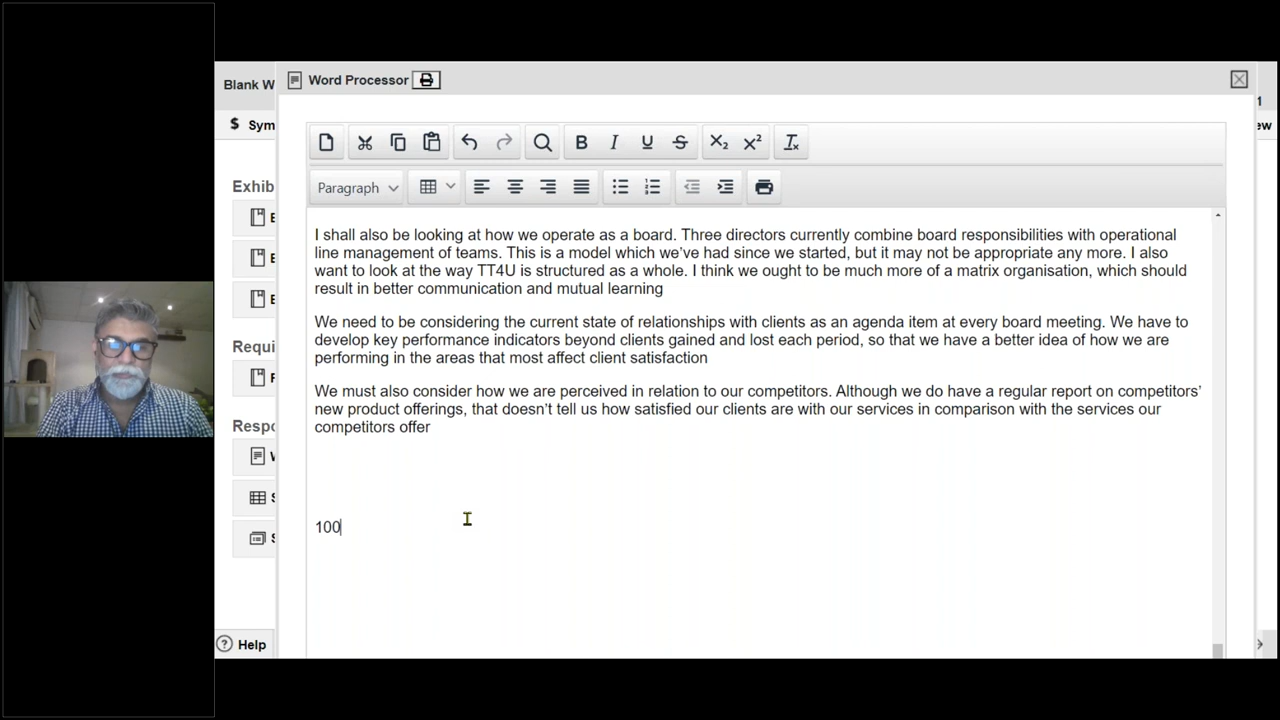 Blank W
Word Processor
1
$ Sym
ew
B I U S X₂ X² Ix
Paragraph
Exhib
E
E
E
Requi
F
Respo
W
S
S
Help
I shall also be looking at how we operate as a board. Three directors currently combine board responsibilities with operational
line management of teams. This is a model which we’ve had since we started, but it may not be appropriate any more. I also
want to look at the way TT4U is structured as a whole. I think we ought to be much more of a matrix organisation, which should
result in better communication and mutual learning
We need to be considering the current state of relationships with clients as an agenda item at every board meeting. We have to
develop key performance indicators beyond clients gained and lost each period, so that we have a better idea of how we are
performing in the areas that most affect client satisfaction
We must also consider how we are perceived in relation to our competitors. Although we do have a regular report on competitors’
new product offerings, that doesn’t tell us how satisfied our clients are with our services in comparison with the services our
competitors offer
100